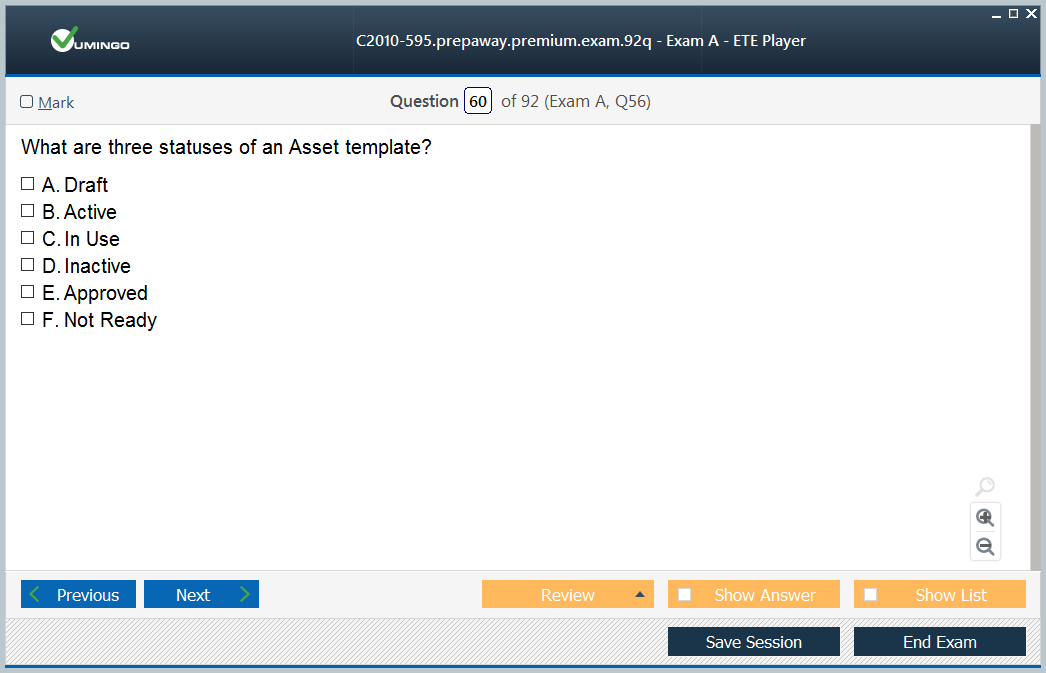 VUMINGO
C2010-595.prepaway.premium.exam.92q - Exam A - ETE Player
Mark
Question 60 of 92 (Exam A, Q56)
What are three statuses of an Asset template?
A. Draft
B. Active
C. In Use
D. Inactive
E. Approved
F. Not Ready
Previous
Next
Review
Show Answer
Show List
Save Session
End Exam